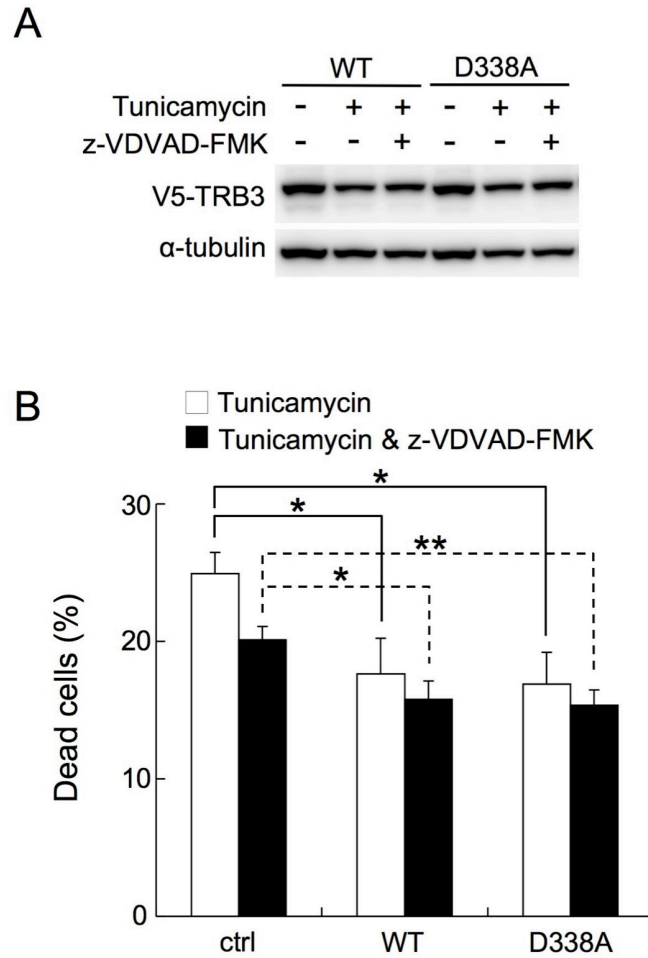 A
WT D338A
Tunicamycin - + + - + +
z-VDVAD-FMK - - + - - +
V5-TRB3
α-tubulin
B
Tunicamycin
Tunicamycin & z-VDVAD-FMK
*
*
**
*
30
20
10
0
Dead cells (%)
ctrl WT D338A